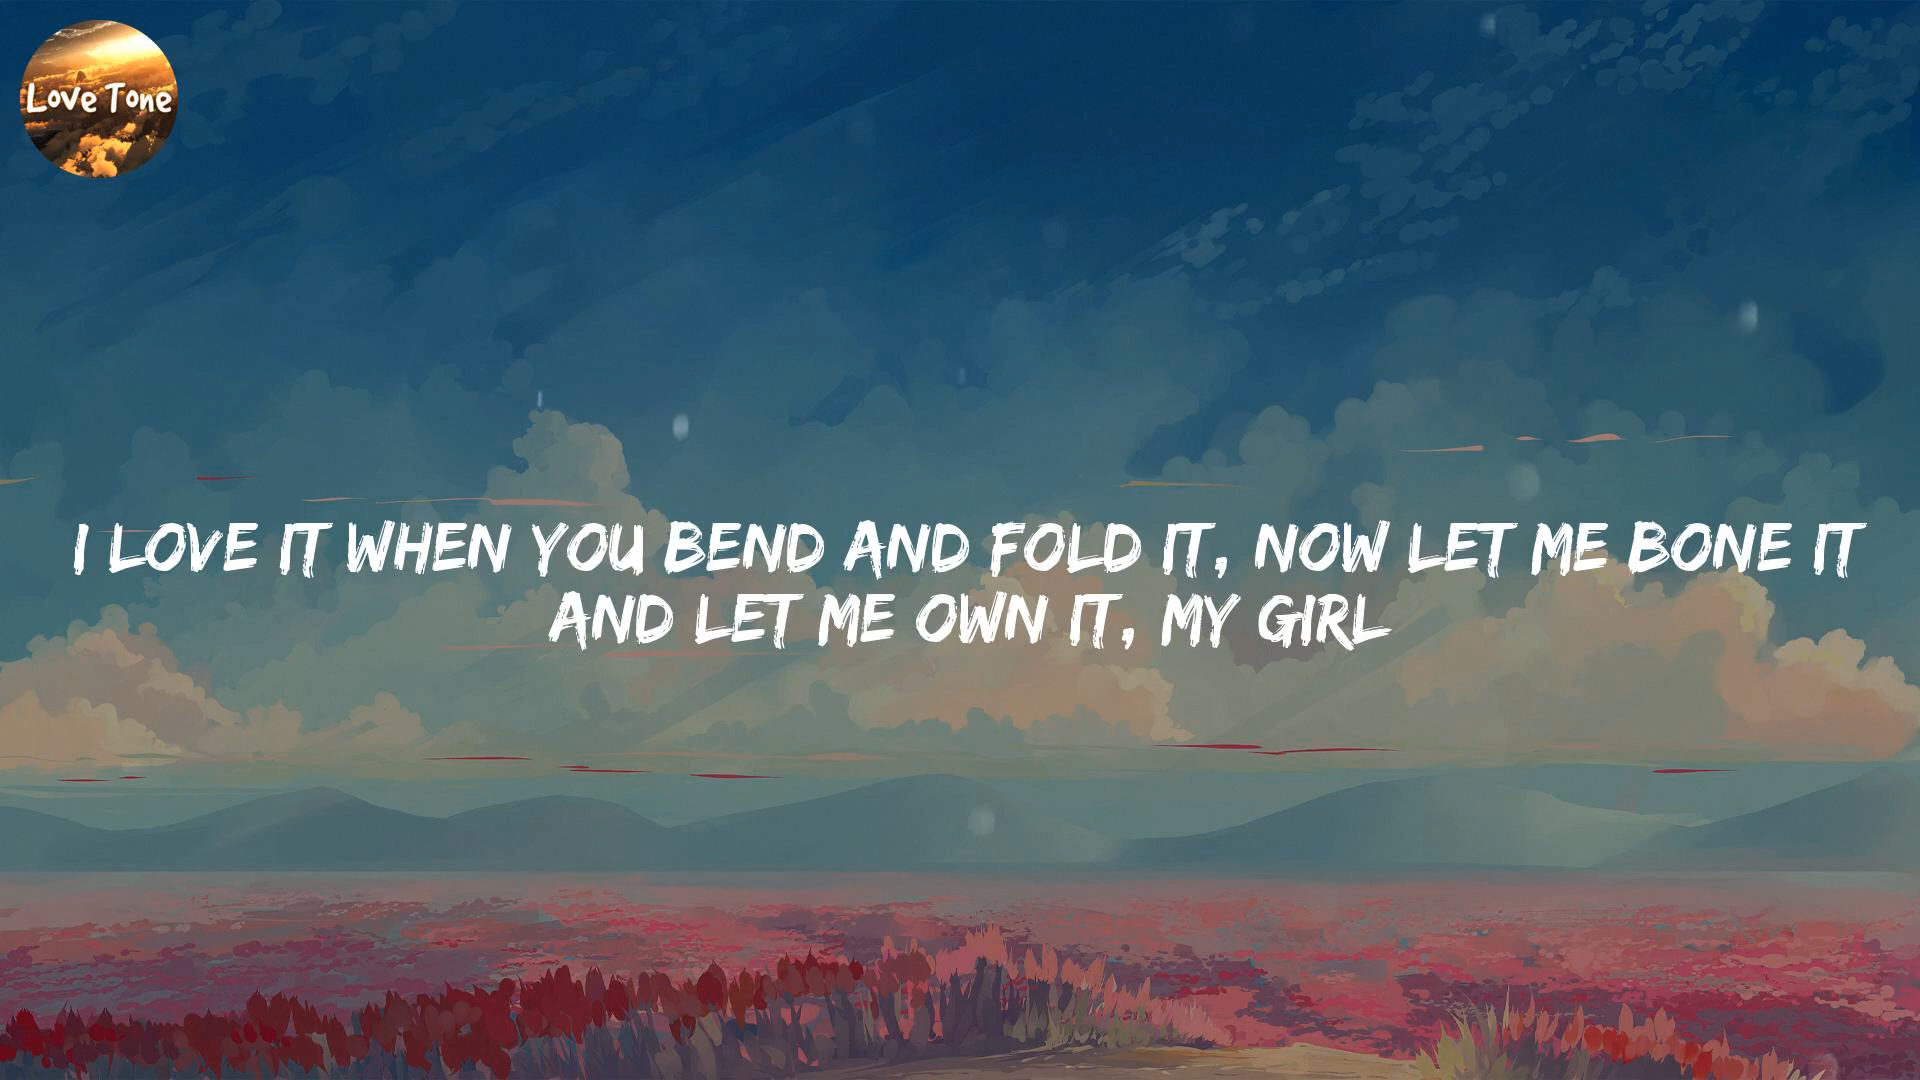 Love Tone
I LOVE IT WHEN YOU BEND AND FOLD IT, NOW LET ME BONE IT
AND LET ME OWN IT, MY GIRL